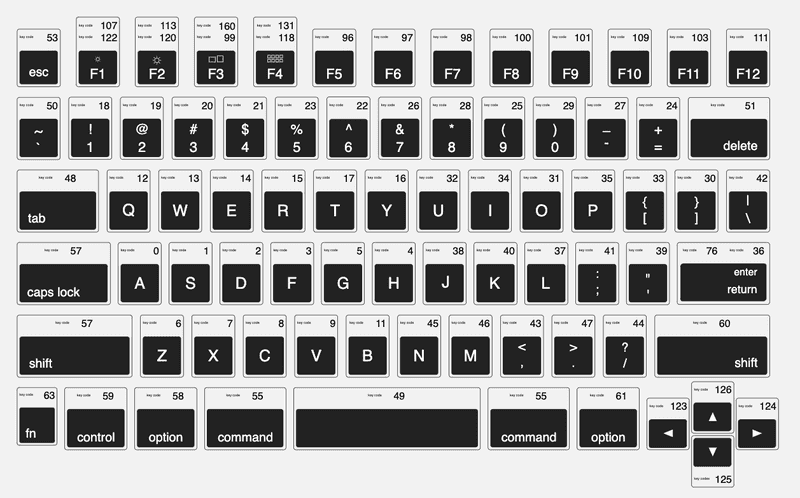 key code 53 key codes 107 122 key codes 113 120 key codes 160 99 key codes 131 118 key code 96 key code 97 key code 98 key code 100 key code 101 key code 109 key code 103 key code 111
esc F1 F2 F3 F4 F5 F6 F7 F8 F9 F10 F11 F12
key code 50 key code 18 key code 19 key code 20 key code 21 key code 23 key code 22 key code 26 key code 28 key code 25 key code 29 key code 27 key code 24 key code 51
~ ! @ # $ % ^ & * ( ) _ +
` 1 2 3 4 5 6 7 8 9 0 - = delete
key code 48 key code 12 key code 13 key code 14 key code 15 key code 17 key code 16 key code 32 key code 34 key code 31 key code 35 key code 33 key code 30 key code 42
{ } |
tab Q W E R T Y U I O P [ ] \
key code 57 key code 0 key code 1 key code 2 key code 3 key code 5 key code 4 key code 38 key code 40 key code 37 key code 41 key code 39 key code 76 key code 36
: " enter
caps lock A S D F G H J K L ; ' return
key code 57 key code 6 key code 7 key code 8 key code 9 key code 11 key code 45 key code 46 key code 43 key code 47 key code 44 key code 60
< > ?
shift Z X C V B N M , . / shift
key code 63 key code 59 key code 58 key code 55 key code 49 key code 55 key code 61 key code 123 key code 126 key code 124
fn control option command command option
key codes 125